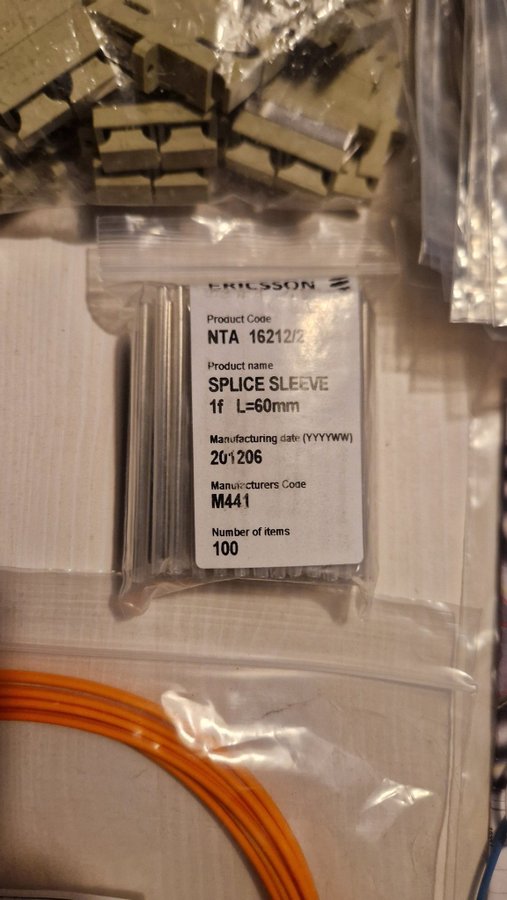 ERICSSON
Product Code
NTA 16212/2
Product name
SPLICE SLEEVE
1f L=60mm
Manufacturing date (YYYYWW)
201206
Manufacturers Code
M441
Number of items
100